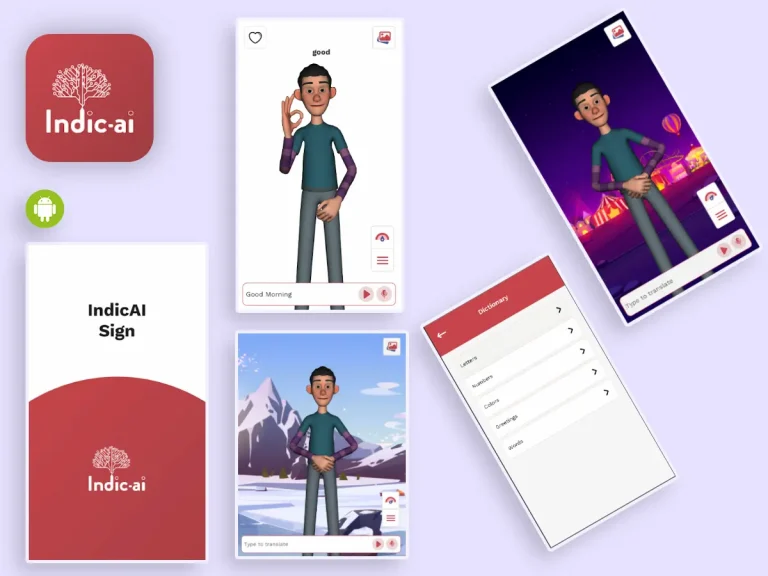 Indic-ai
good
Good Morning
Type to translate
IndicAI
Sign
Indic-ai
Type to translate
Dictionary
Letters
Numbers
Colors
Greetings
Words